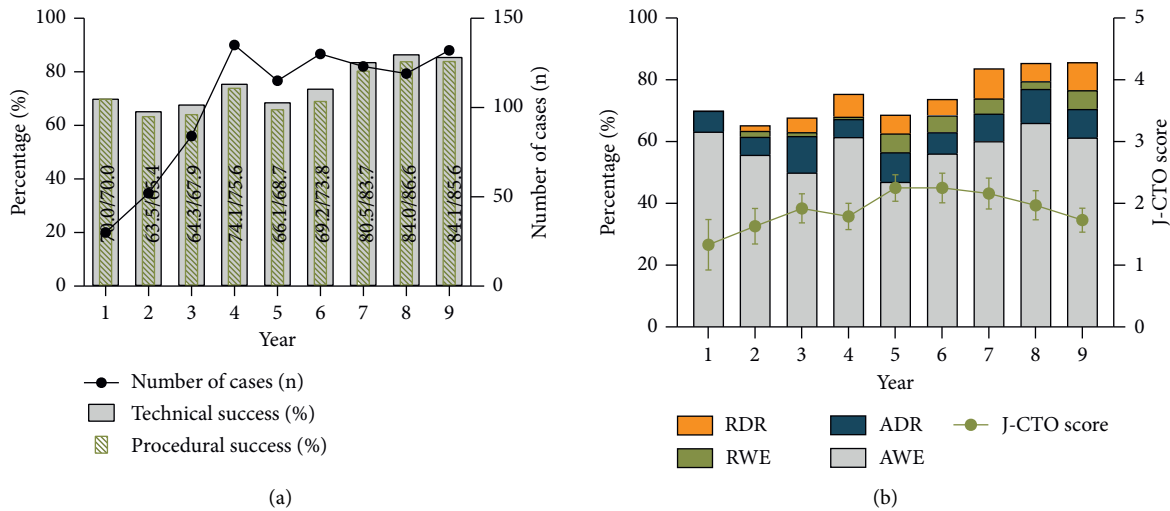 100
80
60
40
20
0
Percentage (%)
150
100
50
0
Number of cases (n)
70.0/70.0
63.5/65.4
64.3/67.9
74.1/75.6
66.1/68.7
69.2/73.8
80.5/83.7
84.0/86.6
84.1/85.6
1 2 3 4 5 6 7 8 9
Year
Number of cases (n)
Technical success (%)
Procedural success (%)
(a)
100
80
60
40
20
0
Percentage (%)
5
4
3
2
1
0
J-CTO score
1 2 3 4 5 6 7 8 9
Year
RDR ADR J-CTO score
RWE AWE
(b)